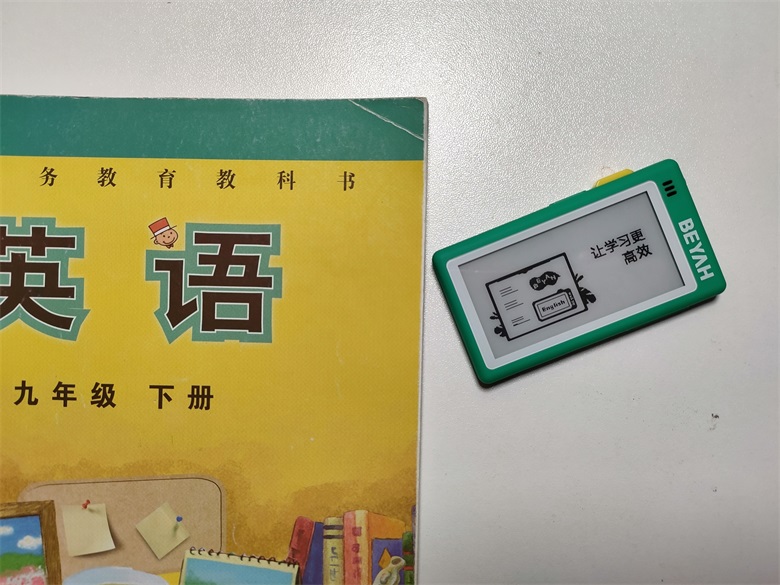 务教育教科书
英语
九年级 下册
BEYAH
让学习更
高效
BEYAH
English